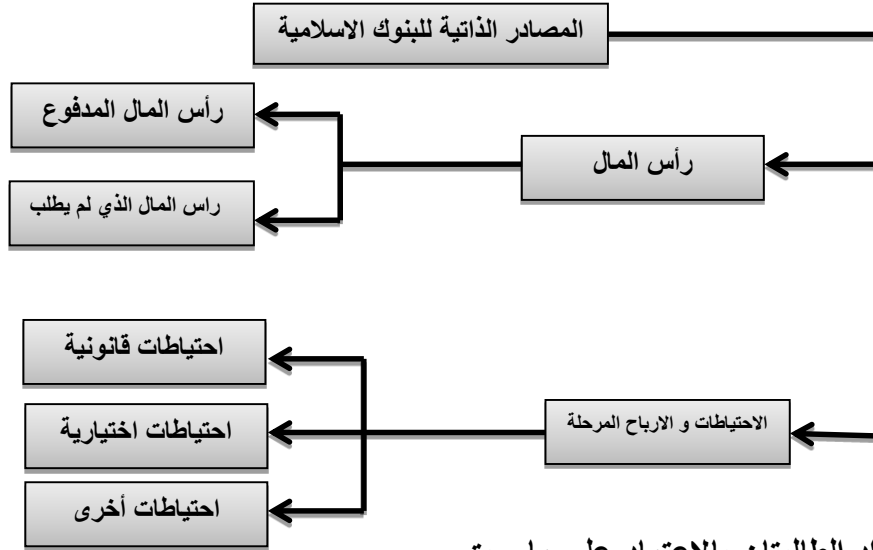 المصادر الذاتية للبنوك الاسلامية
رأس المال
رأس المال المدفوع
راس المال الذي لم يطلب
الاحتياطات و الارباح المرحلة
احتياطات قانونية
احتياطات اختيارية
احتياطات أخرى